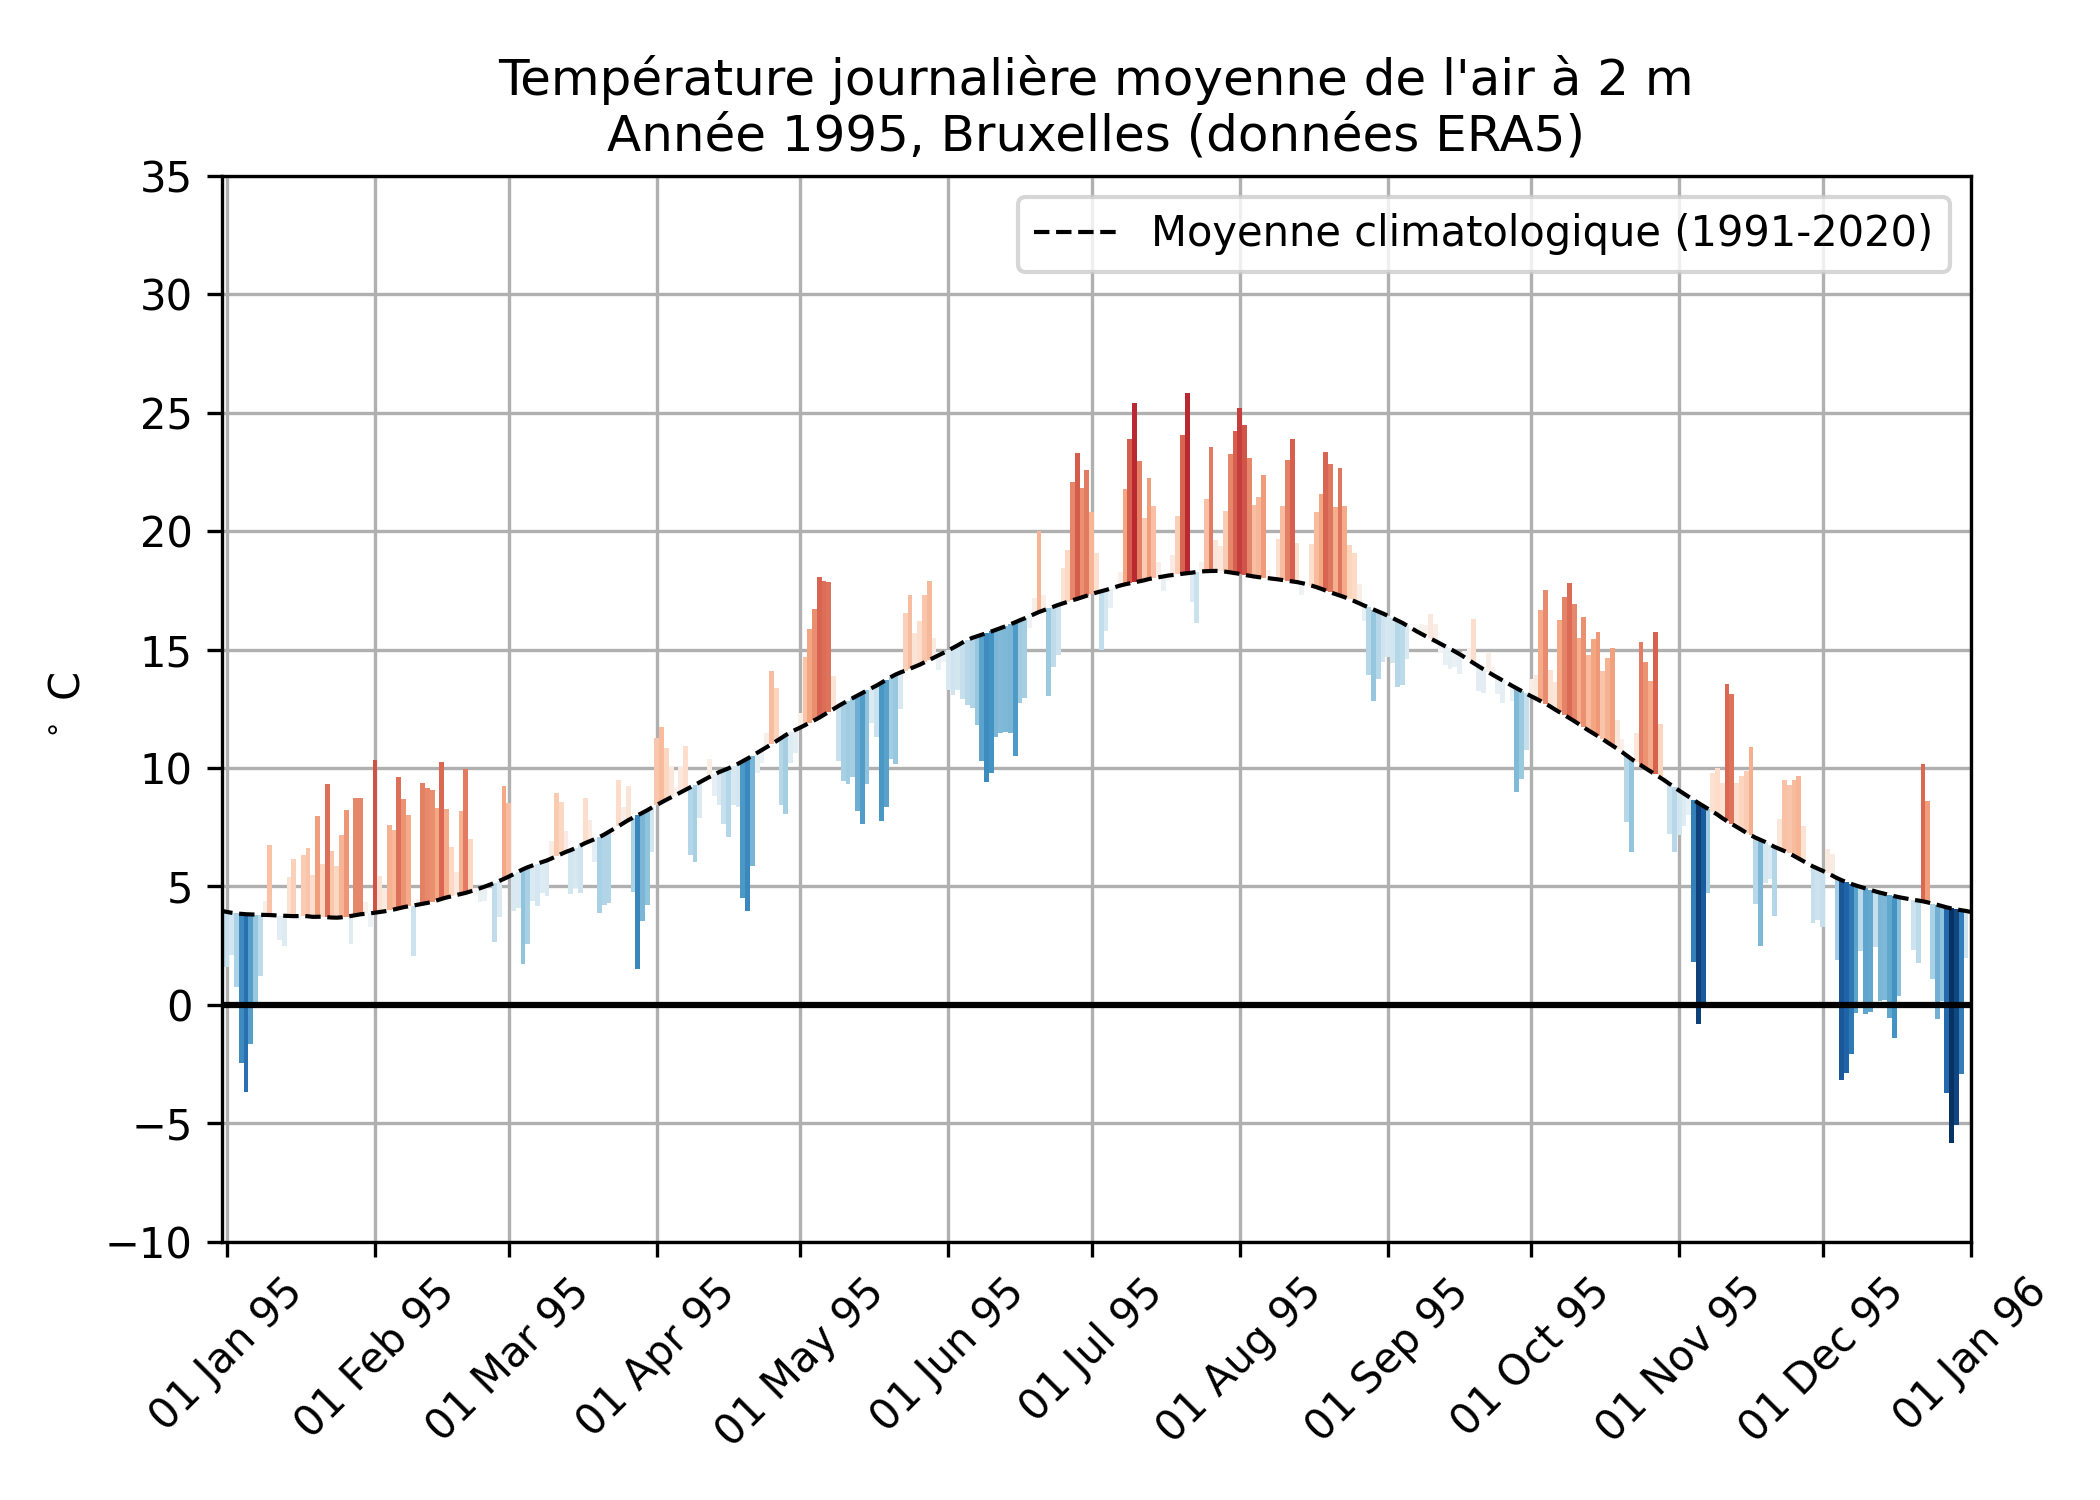 Température journalière moyenne de l'air à 2 m
Année 1995, Bruxelles (données ERA5)
Moyenne climatologique (1991-2020)
° C
35
30
25
20
15
10
5
0
−5
−10
01 Jan 95
01 Feb 95
01 Mar 95
01 Apr 95
01 May 95
01 Jun 95
01 Jul 95
01 Aug 95
01 Sep 95
01 Oct 95
01 Nov 95
01 Dec 95
01 Jan 96